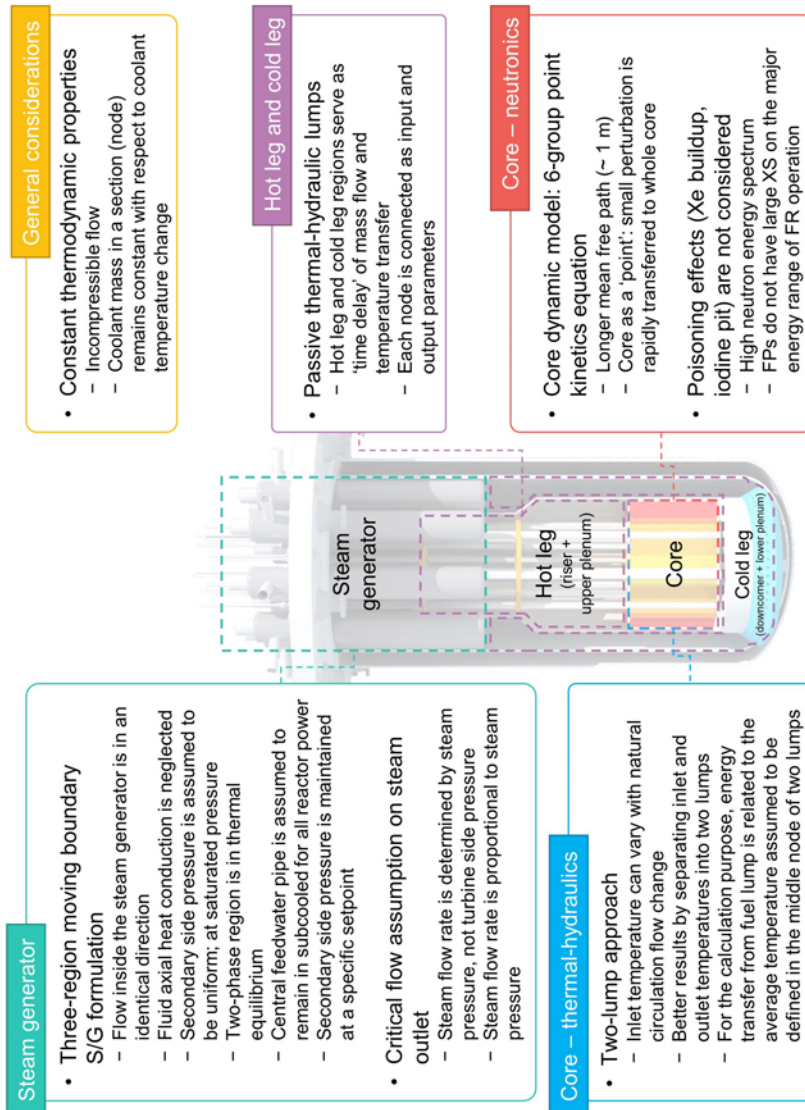 Steam generator
• Three-region moving boundary
S/G formulation
– Flow inside the steam generator is in an
identical direction
– Fluid axial heat conduction is neglected
– Secondary side pressure is assumed to
be uniform; at saturated pressure
– Two-phase region is in thermal
equilibrium
– Central feedwater pipe is assumed to
remain in subcooled for all reactor power
– Secondary side pressure is maintained
at a specific setpoint
• Critical flow assumption on steam
outlet
– Steam flow rate is determined by steam
pressure, not turbine side pressure
– Steam flow rate is proportional to steam
pressure
Core – thermal-hydraulics
• Two-lump approach
– Inlet temperature can vary with natural
circulation flow change
– Better results by separating inlet and
outlet temperatures into two lumps
– For the calculation purpose, energy
transfer from fuel lump is related to the
average temperature assumed to be
defined in the middle node of two lumps
Steam
generator
Hot leg
(riser +
upper plenum)
Core
Cold leg
(downcomer + lower plenum)
General considerations
• Constant thermodynamic properties
– Incompressible flow
– Coolant mass in a section (node)
remains constant with respect to coolant
temperature change
Hot leg and cold leg
• Passive thermal-hydraulic lumps
– Hot leg and cold leg regions serve as
‘time delay’ of mass flow and
temperature transfer
– Each node is connected as input and
output parameters
Core – neutronics
• Core dynamic model: 6-group point
kinetics equation
– Longer mean free path (~ 1 m)
– Core as a ‘point’: small perturbation is
rapidly transferred to whole core
• Poisoning effects (Xe buildup,
iodine pit) are not considered
– High neutron energy spectrum
– FPs do not have large XS on the major
energy range of FR operation